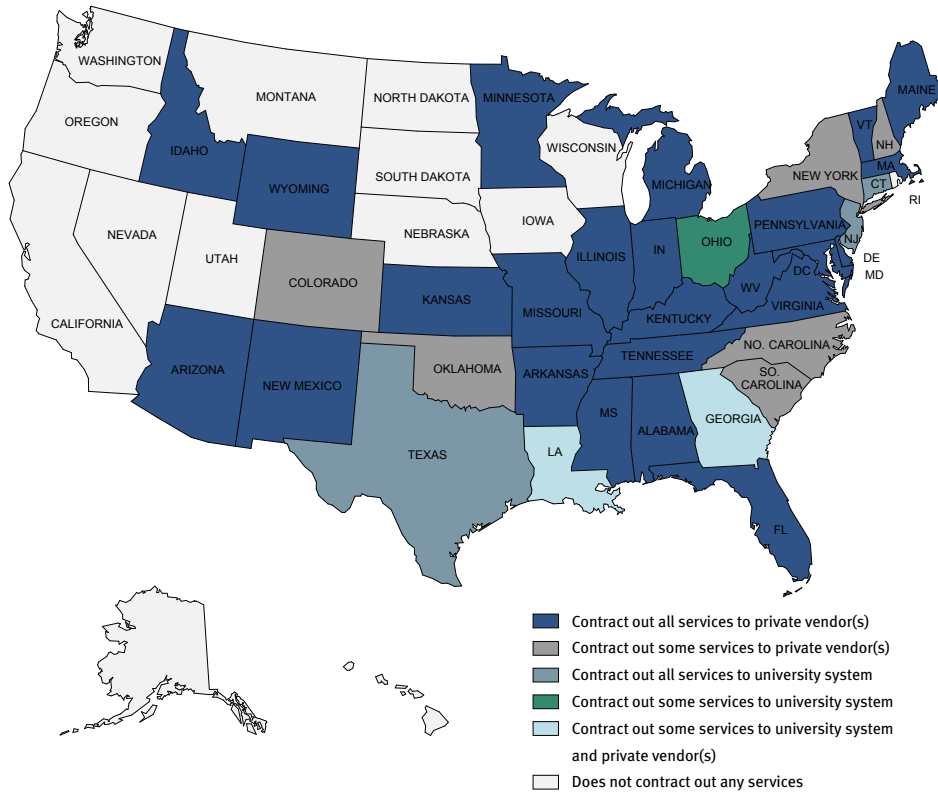 WASHINGTON
MONTANA
NORTH DAKOTA
MINNESOTA
MAINE
OREGON
IDAHO
VT
NH
WISCONSIN
SOUTH DAKOTA
WYOMING
MICHIGAN
NEW YORK
MA
CT
RI
IOWA
NEBRASKA
PENNSYLVANIA
NEVADA
OHIO
NJ
ILLINOIS
IN
UTAH
DE
MD
DC
COLORADO
WV
KANSAS
VIRGINIA
MISSOURI
KENTUCKY
CALIFORNIA
NO. CAROLINA
TENNESSEE
OKLAHOMA
ARKANSAS
ARIZONA
NEW MEXICO
SO.
CAROLINA
MS
GEORGIA
ALABAMA
LA
TEXAS
FL
Contract out all services to private vendor(s)
Contract out some services to private vendor(s)
Contract out all services to university system
Contract out some services to university system
Contract out some services to university system
and private vendor(s)
Does not contract out any services